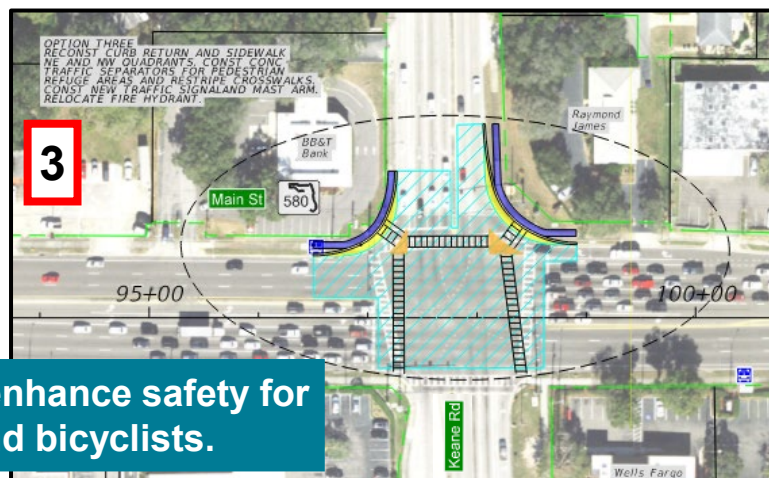 OPTION THREE
RECONST CURB RETURN AND SIDEWALK
NE AND NW QUADRANTS. CONST CONC
TRAFFIC SEPARATORS FOR PEDESTRIAN
REFUGE AREAS AND RESTRIPE CROSSWALKS.
CONST NEW TRAFFIC SIGNALAND MAST ARM.
RELOCATE FIRE HYDRANT.
3
BB&T
Bank
Raymond
James
Main St
580
95+00
100+00
enhance safety for
d bicyclists.
Keane Rd
Wells Fargo